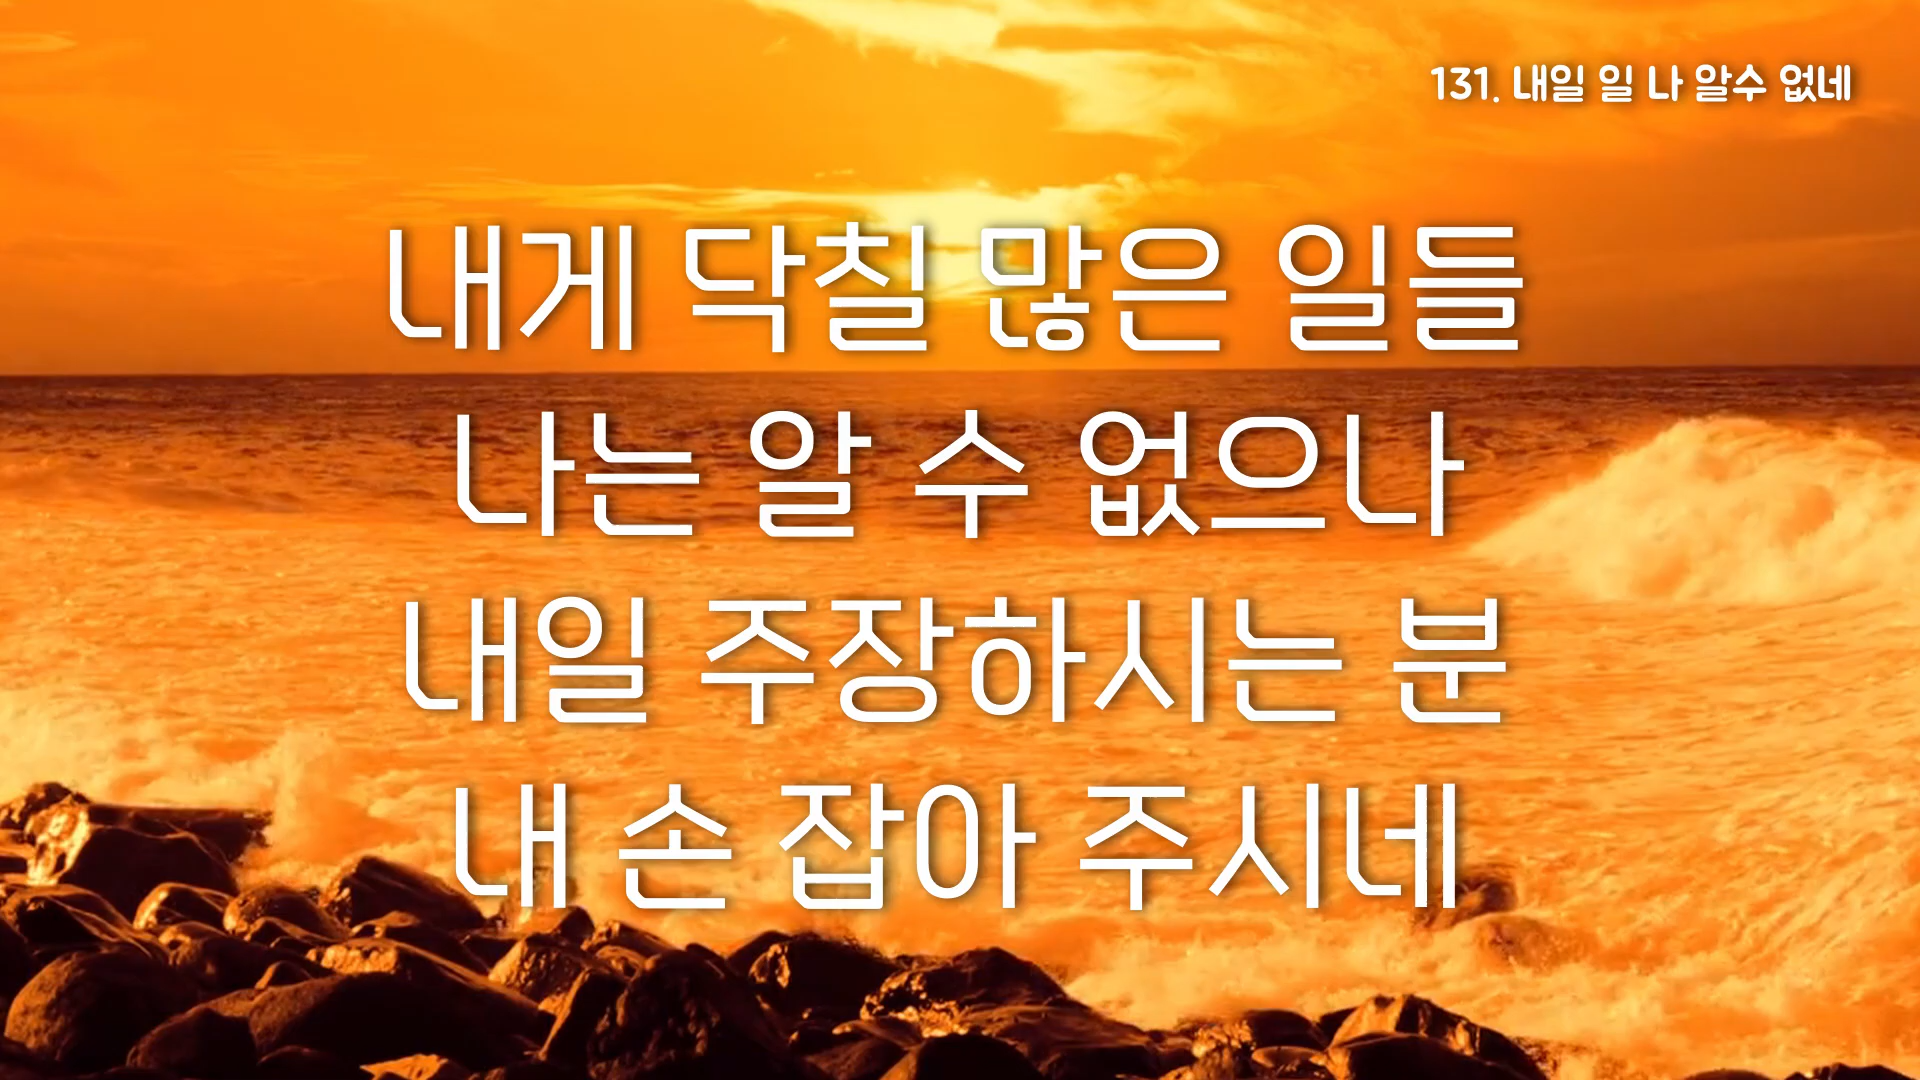 131. 내일 일 나 알수 없네
내게 닥칠 많은 일들
나는 알 수 없으나
내일 주장하시는 분
내 손 잡아 주시네